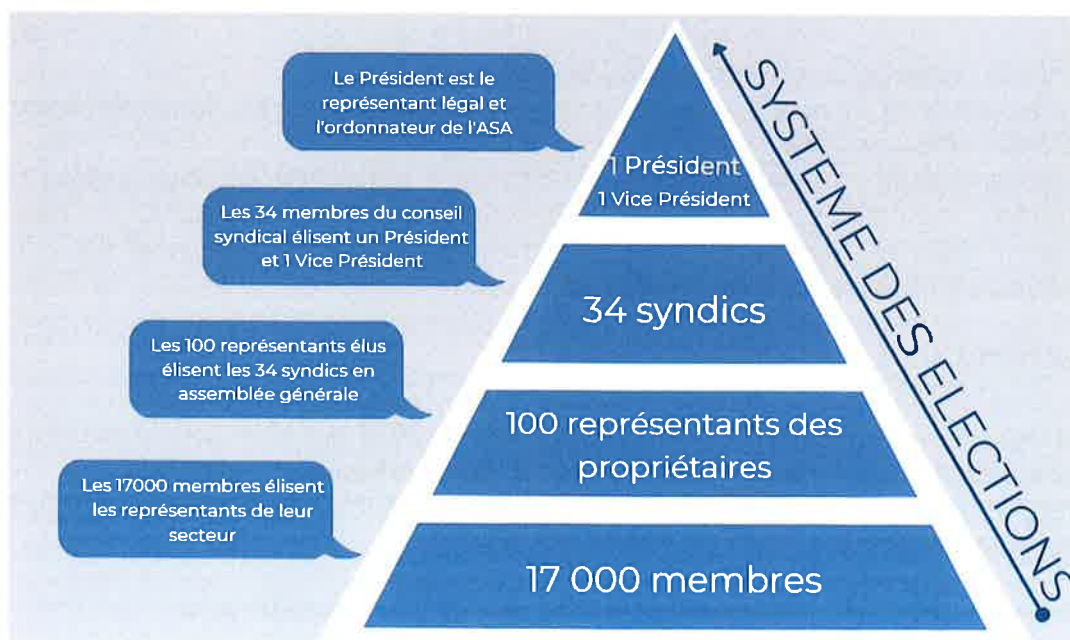 Le Président est le
représentant légal et
l'ordonnateur de l'ASA
1 Président
1 Vice Président
Les 34 membres du conseil
syndical élisent un Président
et 1 Vice Président
34 syndics
Les 100 représentants élus
élisent les 34 syndics en
assemblée générale
100 représentants des
propriétaires
Les 17000 membres élisent
les représentants de leur
secteur
17 000 membres
SYSTEME DES ELECTIONS